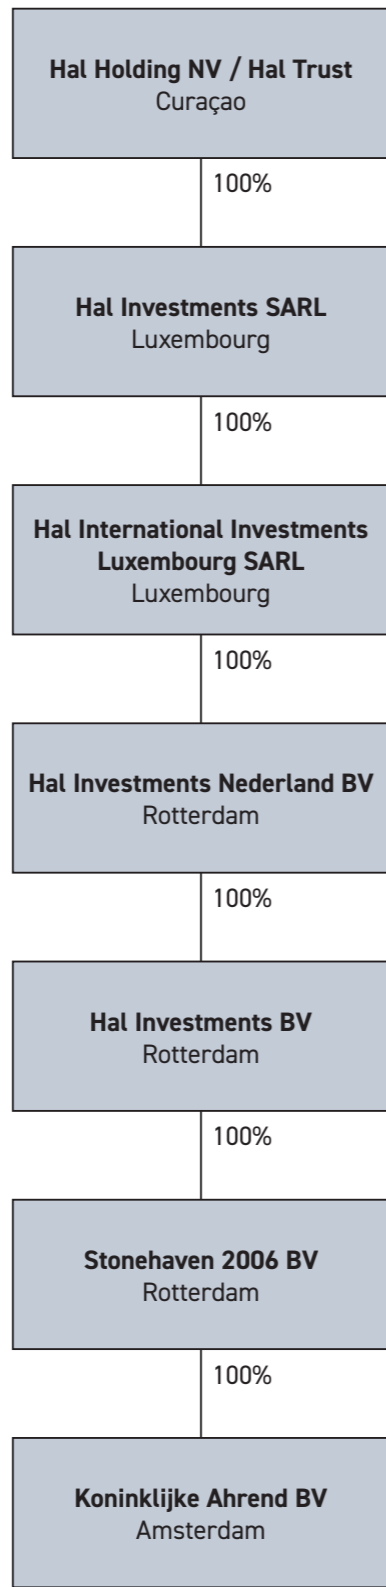 Hal Holding NV / Hal Trust
Curaçao
100%
Hal Investments SARL
Luxembourg
100%
Hal International Investments
Luxembourg SARL
Luxembourg
100%
Hal Investments Nederland BV
Rotterdam
100%
Hal Investments BV
Rotterdam
100%
Stonehaven 2006 BV
Rotterdam
100%
Koninklijke Ahrend BV
Amsterdam